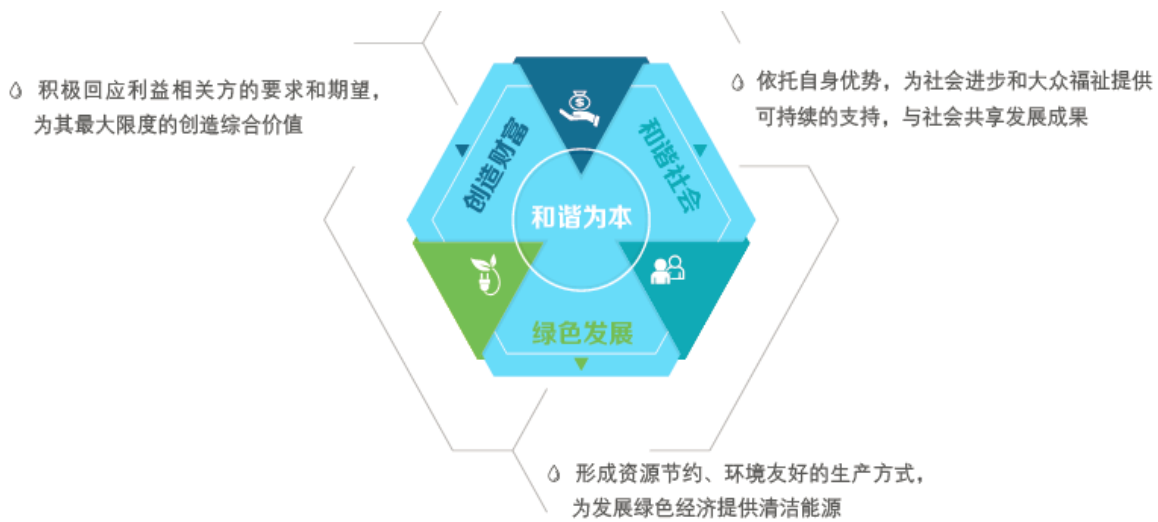 积极回应利益相关方的要求和期望，
为其最大限度的创造综合价值
依托自身优势，为社会进步和大众福祉提供
可持续的支持，与社会共享发展成果
$
创造财富
和谐社会
和谐为本
绿色发展
形成资源节约、环境友好的生产方式，
为发展绿色经济提供清洁能源